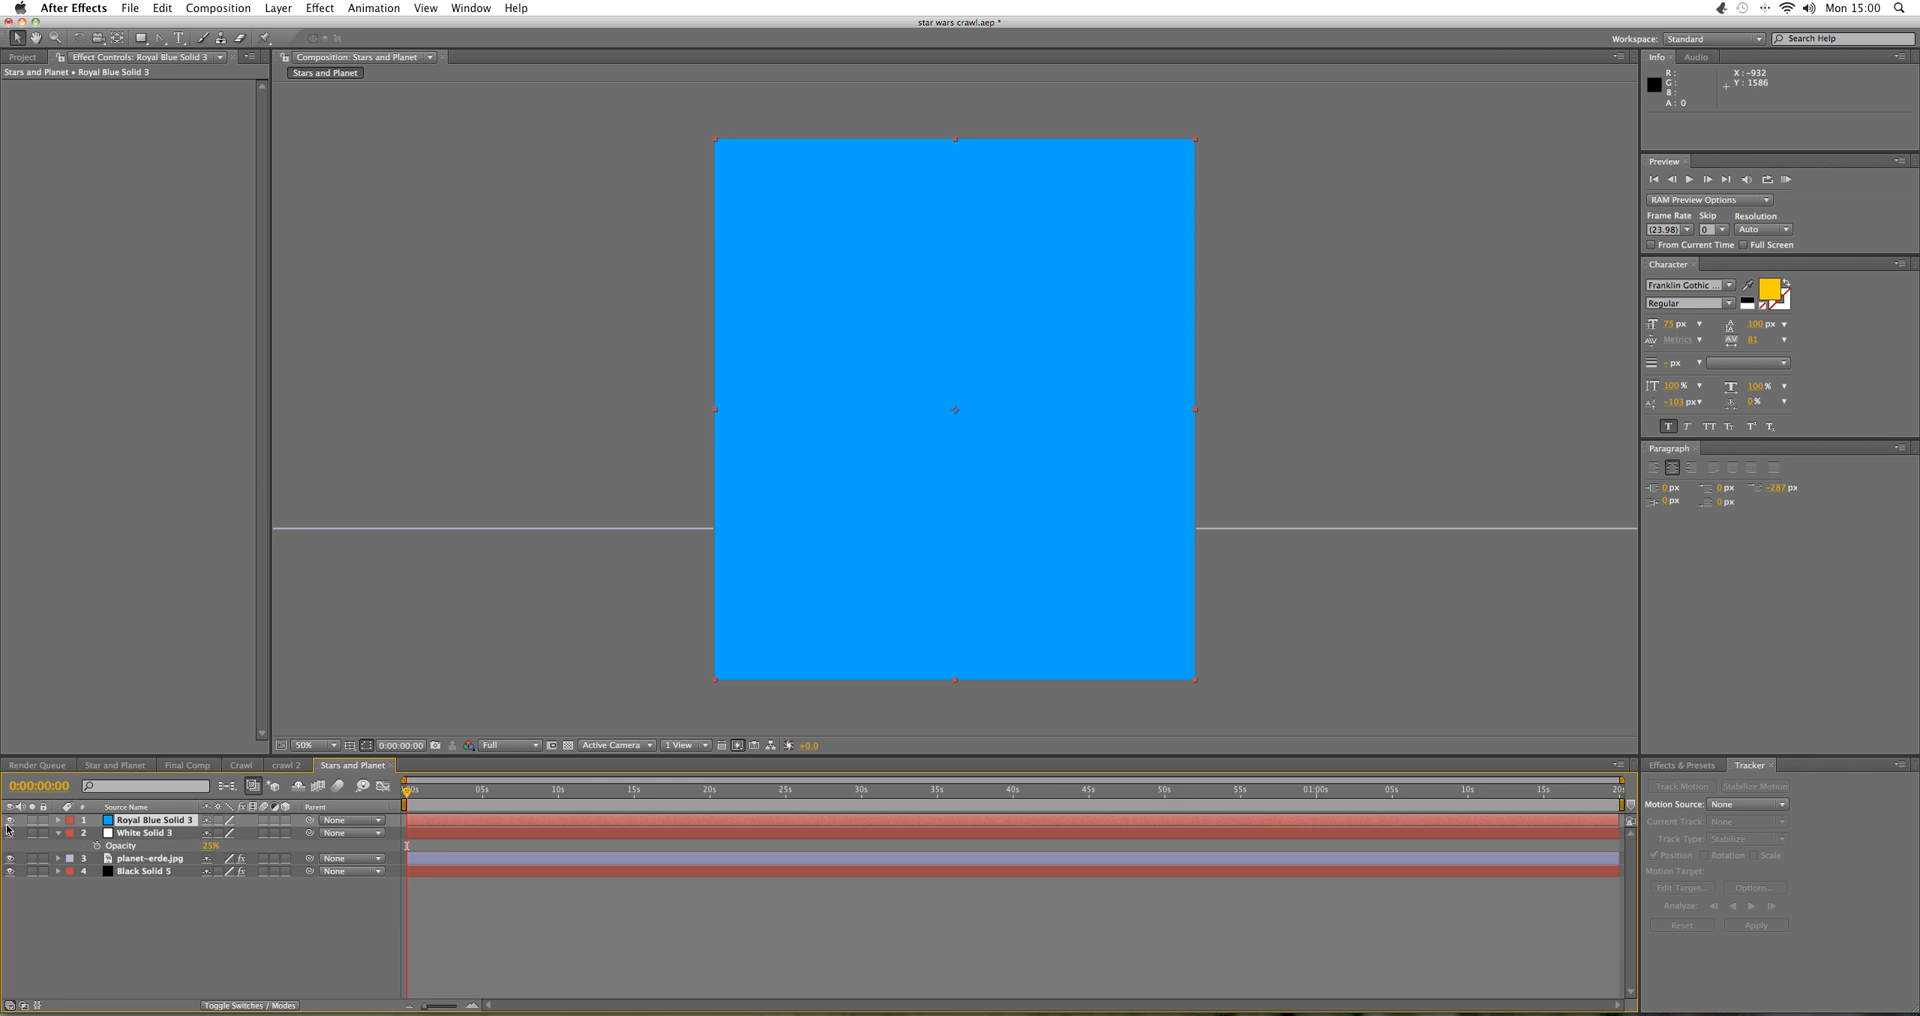 After Effects File Edit Composition Layer Effect Animation View Window Help Mon 15:00
star wars crawl.aep *
Workspace: Standard Search Help
Project Effect Controls: Royal Blue Solid 3
Stars and Planet • Royal Blue Solid 3
Composition: Stars and Planet
Stars and Planet
Info Audio
R : X : -932
G : Y : 1586
B :
A : 0
Preview
RAM Preview Options
Frame Rate Skip Resolution
(23.98) 0 Auto
From Current Time Full Screen
Character
Franklin Gothic ...
Regular
75 px 100 px
Metrics 81
- px
100 % 100 %
-103 px 0 %
T T TT Tt T T
Paragraph
0 px 0 px -287 px
0 px 0 px
50% 0:00:00:00 Full Active Camera 1 View +0.0
Render Queue Star and Planet Final Comp Crawl crawl 2 Stars and Planet
0:00:00:00
00s 05s 10s 15s 20s 25s 30s 35s 40s 45s 50s 55s 01:00s 05s 10s 15s 20s
# Source Name fx Parent
1 Royal Blue Solid 3 None
2 White Solid 3 None
Opacity 25%
3 planet-erde.jpg fx None
4 Black Solid 5 fx None
Toggle Switches / Modes
Effects & Presets Tracker
Track Motion Stabilize Motion
Motion Source: None
Current Track: None
Track Type: Stabilize
Position Rotation Scale
Motion Target:
Edit Target... Options...
Analyze:
Reset Apply